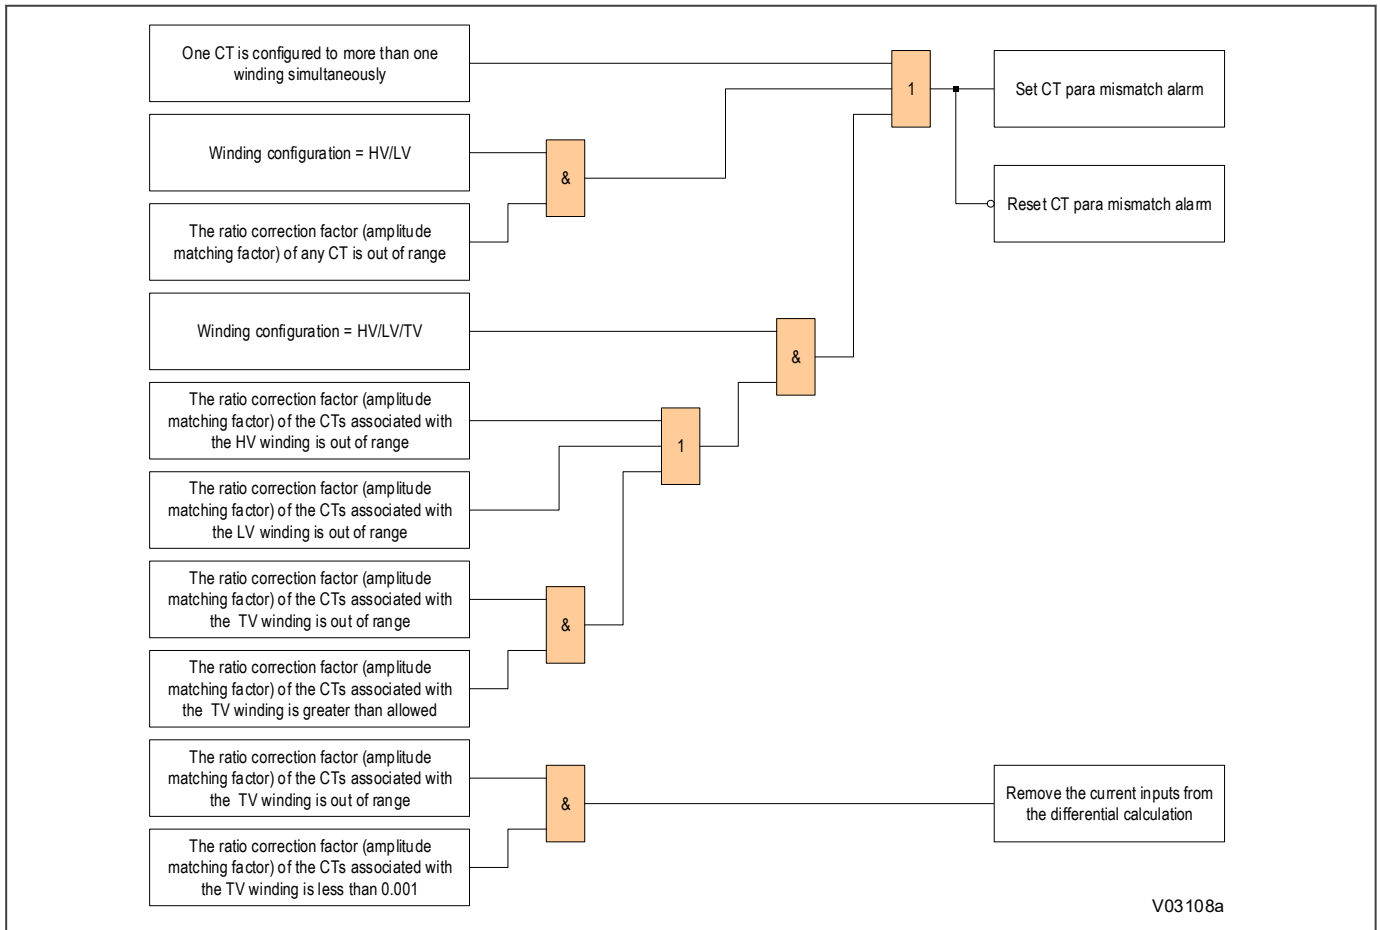 One CT is configured to more than one
winding simultaneously
1
Set CT para mismatch alarm
Winding configuration = HV/LV
&
Reset CT para mismatch alarm
The ratio correction factor (amplitude
matching factor) of any CT is out of range
Winding configuration = HV/LV/TV
&
The ratio correction factor (amplitude
matching factor) of the CTs associated with
the HV winding is out of range
1
The ratio correction factor (amplitude
matching factor) of the CTs associated with
the LV winding is out of range
The ratio correction factor (amplitude
matching factor) of the CTs associated with
the TV winding is out of range
&
The ratio correction factor (amplitude
matching factor) of the CTs associated with
the TV winding is greater than allowed
The ratio correction factor (amplitude
matching factor) of the CTs associated with
the TV winding is out of range
&
Remove the current inputs from
the differential calculation
The ratio correction factor (amplitude
matching factor) of the CTs associated with
the TV winding is less than 0.001
V03108a